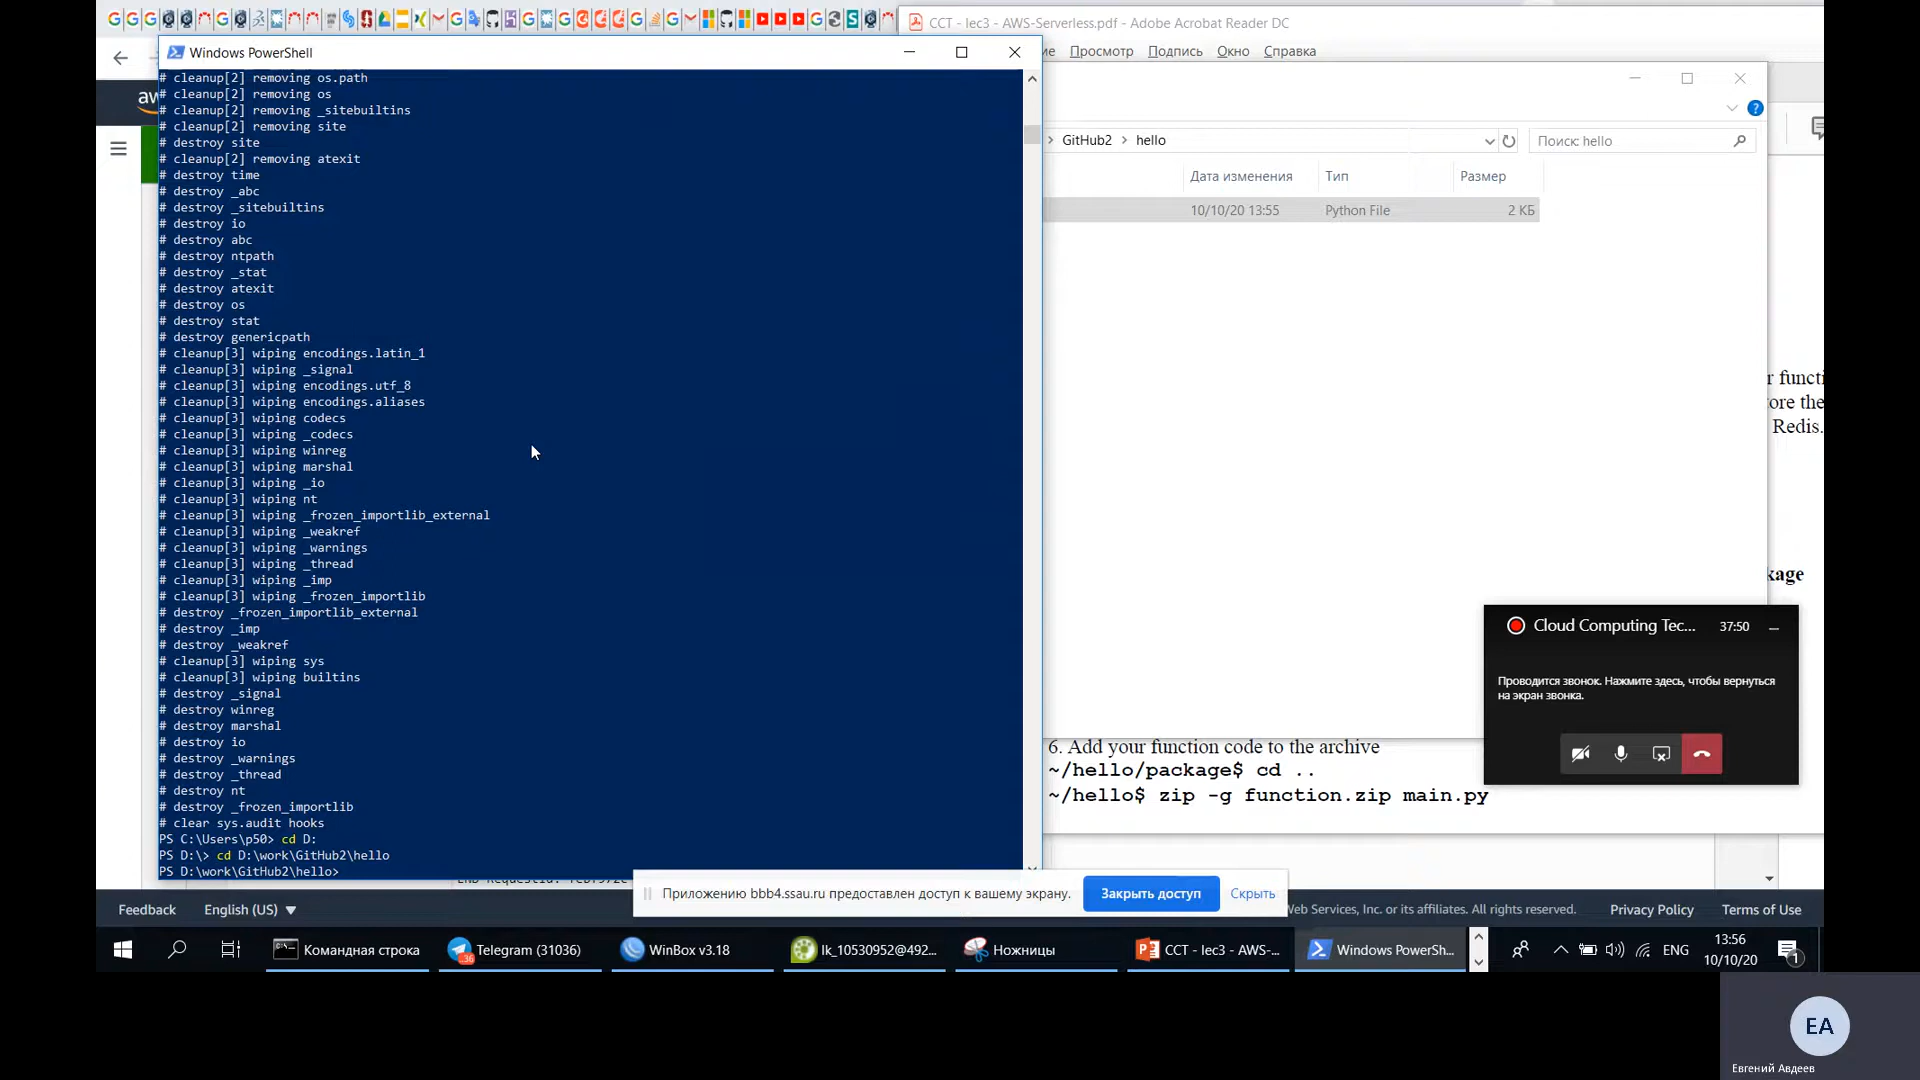 CCT - lec3 - AWS-Serverless.pdf - Adobe Acrobat Reader DC
Просмотр Подпись Окно Справка
Windows PowerShell
# cleanup[2] removing os.path
# cleanup[2] removing os
# cleanup[2] removing _sitebuiltins
# cleanup[2] removing site
# destroy site
# cleanup[2] removing atexit
# destroy time
# destroy _abc
# destroy _sitebuiltins
# destroy io
# destroy abc
# destroy ntpath
# destroy _stat
# destroy atexit
# destroy os
# destroy stat
# destroy genericpath
# cleanup[3] wiping encodings.latin_1
# cleanup[3] wiping _signal
# cleanup[3] wiping encodings.utf_8
# cleanup[3] wiping encodings.aliases
# cleanup[3] wiping codecs
# cleanup[3] wiping _codecs
# cleanup[3] wiping winreg
# cleanup[3] wiping marshal
# cleanup[3] wiping _io
# cleanup[3] wiping nt
# cleanup[3] wiping _frozen_importlib_external
# cleanup[3] wiping _weakref
# cleanup[3] wiping _warnings
# cleanup[3] wiping _thread
# cleanup[3] wiping _imp
# cleanup[3] wiping _frozen_importlib
# destroy _frozen_importlib_external
# destroy _imp
# destroy _weakref
# cleanup[3] wiping sys
# cleanup[3] wiping builtins
# destroy _signal
# destroy winreg
# destroy marshal
# destroy io
# destroy _warnings
# destroy _thread
# destroy nt
# destroy _frozen_importlib
# clear sys.audit hooks
PS C:\Users\p50> cd D:
PS D:\> cd D:\work\GitHub2\hello
PS D:\work\GitHub2\hello>
GitHub2 hello
Поиск: hello
Дата изменения Тип Размер
10/10/20 13:55 Python File 2 КБ
r functi
ore the
Redis.
kage
Cloud Computing Tec... 37:50
Проводится звонок. Нажмите здесь, чтобы вернуться
на экран звонка.
6. Add your function code to the archive
~/hello/package$ cd ..
~/hello$ zip -g function.zip main.py
Приложению bbb4.ssau.ru предоставлен доступ к вашему экрану. Закрыть доступ Скрыть
Feedback English (US) Web Services, Inc. or its affiliates. All rights reserved. Privacy Policy Terms of Use
Командная строка Telegram (31036) WinBox v3.18 lk_10530952@492... Ножницы CCT - lec3 - AWS-... Windows PowerSh... ENG
13:56
10/10/20
EA
Евгений Авдеев